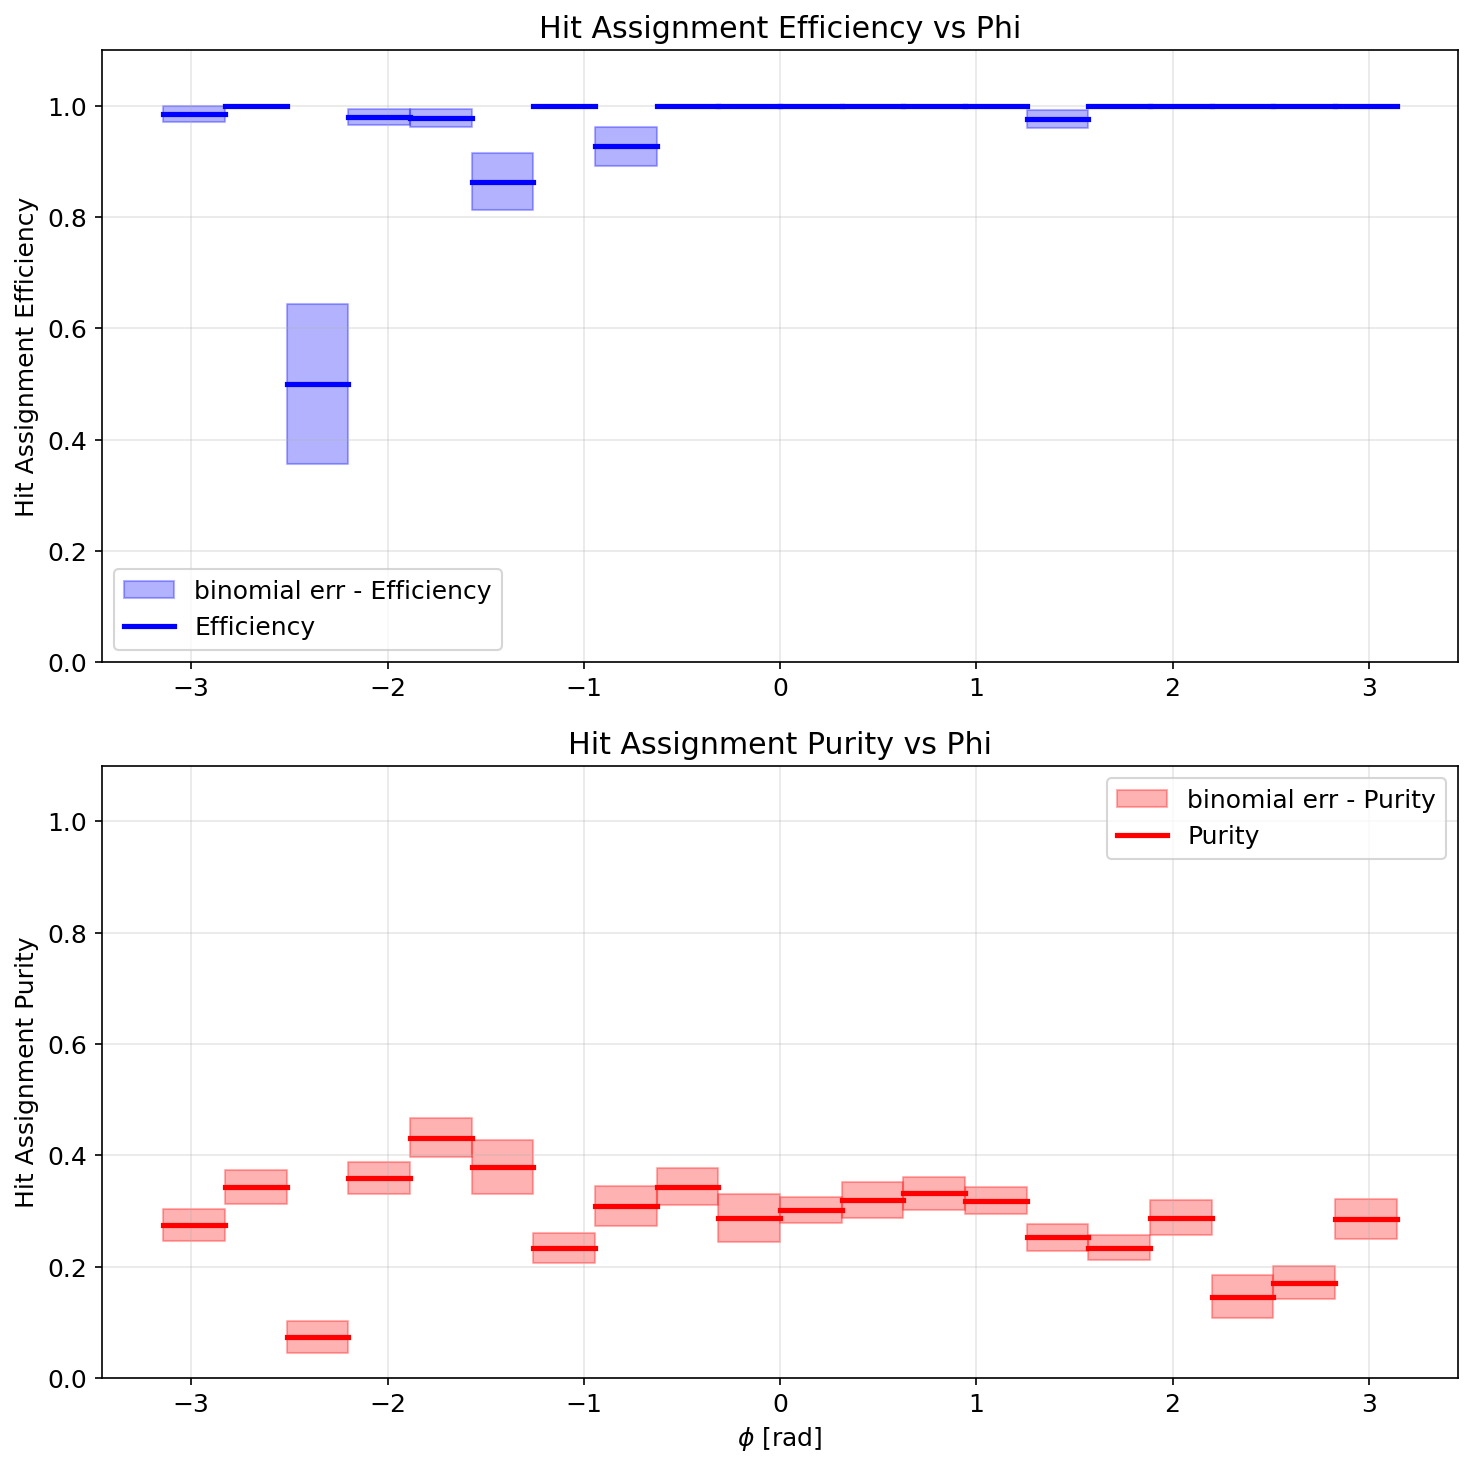 Hit Assignment Efficiency vs Phi
Hit Assignment Efficiency
1.0
0.8
0.6
0.4
0.2
0.0
binomial err - Efficiency
Efficiency
−3 −2 −1 0 1 2 3
Hit Assignment Purity vs Phi
Hit Assignment Purity
1.0
0.8
0.6
0.4
0.2
0.0
binomial err - Purity
Purity
−3 −2 −1 0 1 2 3
ϕ [rad]